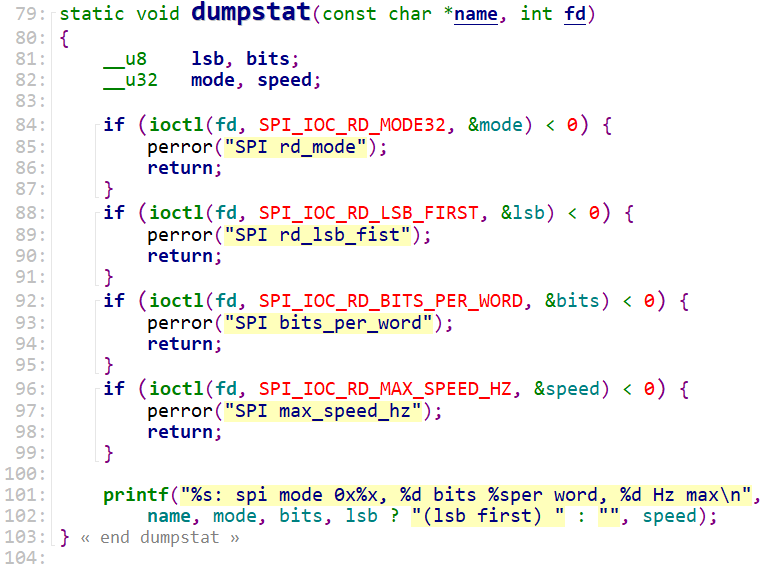 79: static void dumpstat(const char *name, int fd)
80: {
81:     __u8    lsb, bits;
82:     __u32   mode, speed;
83:
84:     if (ioctl(fd, SPI_IOC_RD_MODE32, &mode) < 0) {
85:         perror("SPI rd_mode");
86:         return;
87:     }
88:     if (ioctl(fd, SPI_IOC_RD_LSB_FIRST, &lsb) < 0) {
89:         perror("SPI rd_lsb_fist");
90:         return;
91:     }
92:     if (ioctl(fd, SPI_IOC_RD_BITS_PER_WORD, &bits) < 0) {
93:         perror("SPI bits_per_word");
94:         return;
95:     }
96:     if (ioctl(fd, SPI_IOC_RD_MAX_SPEED_HZ, &speed) < 0) {
97:         perror("SPI max_speed_hz");
98:         return;
99:     }
100:
101:     printf("%s: spi mode 0x%x, %d bits %sper word, %d Hz max\n",
102:         name, mode, bits, lsb ? "(lsb first) " : "", speed);
103: } « end dumpstat »
104: